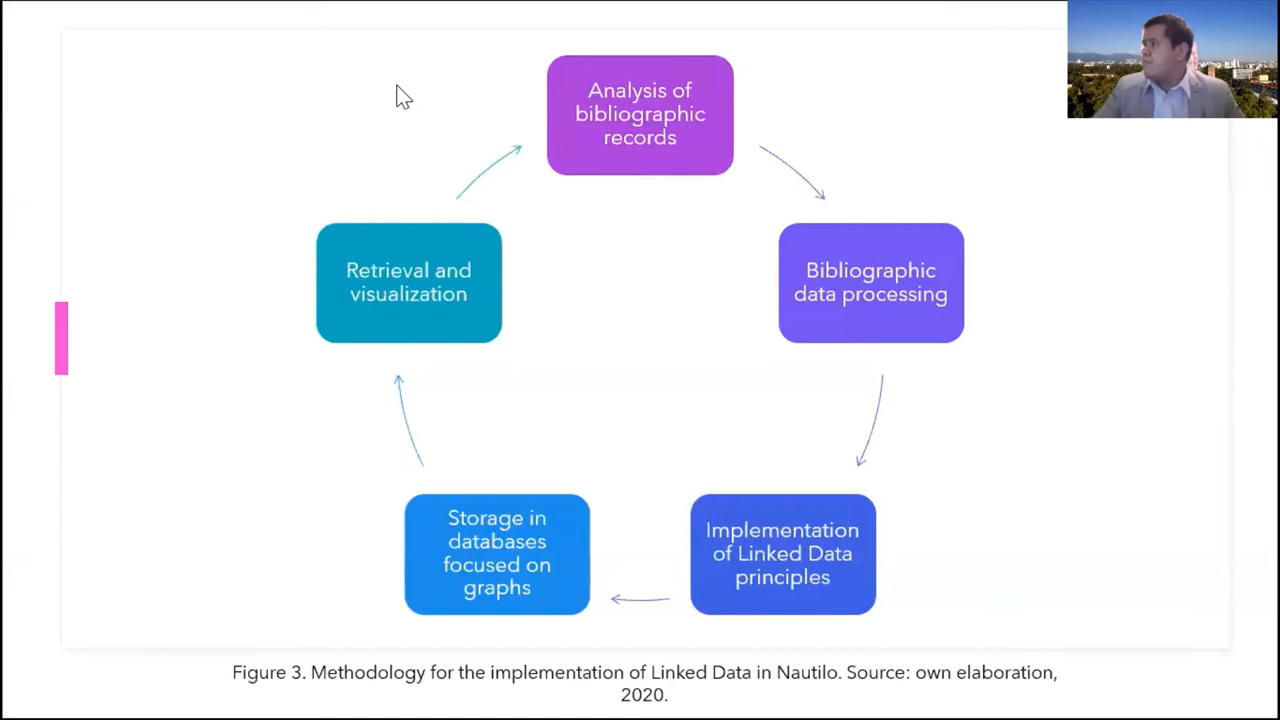 Analysis of
bibliographic
records
Retrieval and
visualization
Bibliographic
data processing
Storage in
databases
focused on
graphs
Implementation
of Linked Data
principles
Figure 3. Methodology for the implementation of Linked Data in Nautilo. Source: own elaboration,
2020.